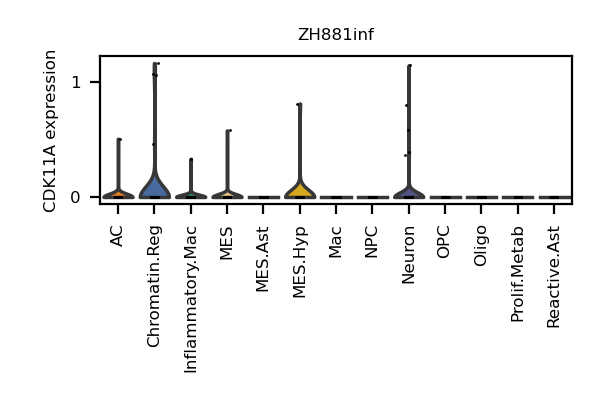 ZH881inf
CDK11A expression
1
0
AC
Chromatin.Reg
Inflammatory.Mac
MES
MES.Ast
MES.Hyp
Mac
NPC
Neuron
OPC
Oligo
Prolif.Metab
Reactive.Ast